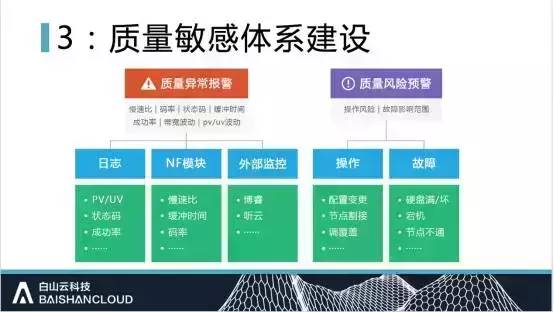 3：质量敏感体系建设
质量异常报警
慢速比 | 码率 | 状态码 | 缓冲时间
成功率 | 带宽波动 | pv/uv波动
质量风险预警
操作风险 | 故障影响范围
日志
• PV/UV
• 状态码
• 成功率
• ······
NF模块
• 慢速比
• 缓冲时间
• 码率
• ······
外部监控
• 博睿
• 听云
• ······
操作
• 配置变更
• 节点割接
• 调覆盖
• ······
故障
• 硬盘满/坏
• 宕机
• 节点不通
• ······
白山云科技
BAISHANCLOUD